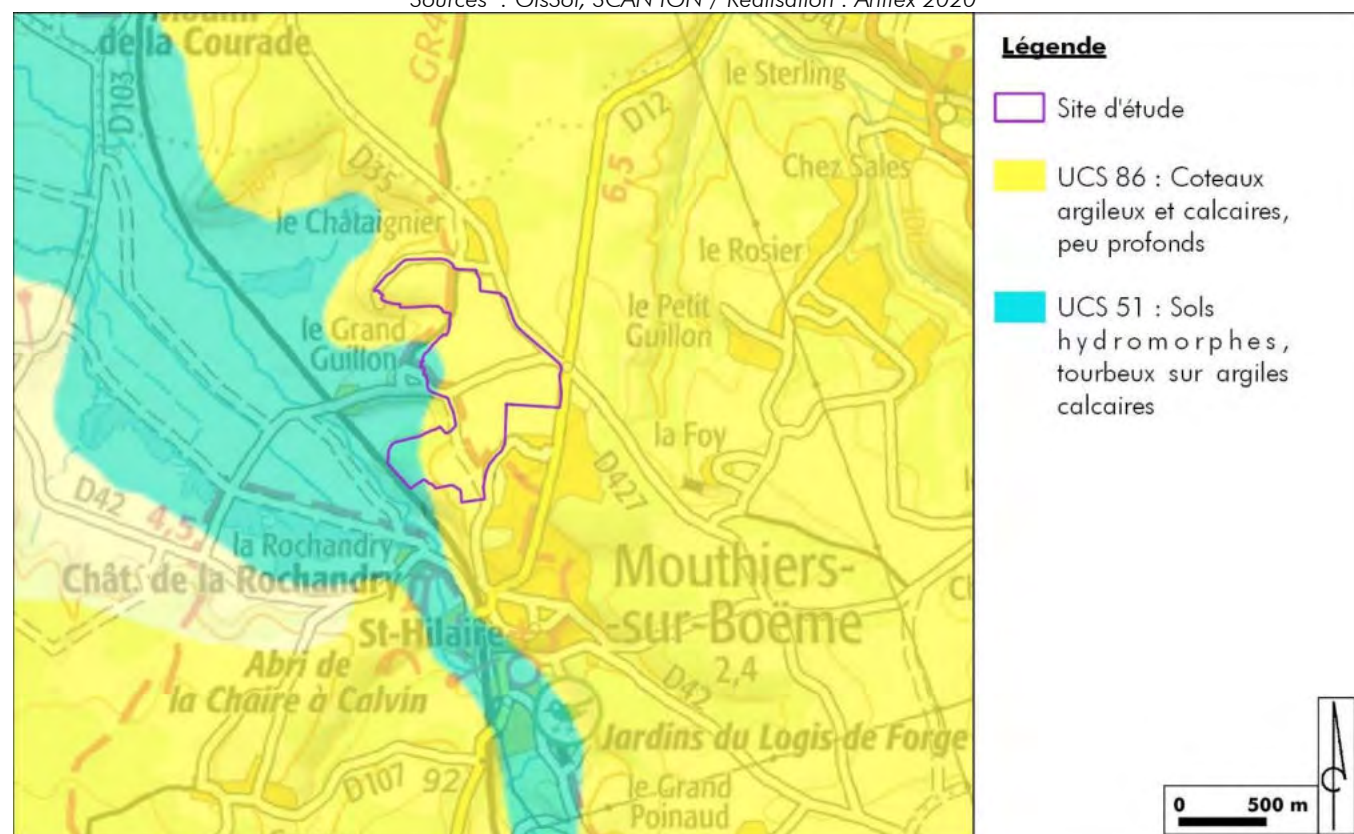 Sources : GisSol, SCAN IGN / Réalisation : Artifex 2020
Moulin
de la Courade
GR4
D103
D35
le Châtaignier
le Grand
Guillon
D12
6,5
le Sterling
D41
Chez Sales
le Rosier
le Petit
Guillon
la Foy
D427
D42
4,5
la Rochandry
Chât. de la Rochandry
St-Hilaire
Mouthiers-
-sur-Boëme
2,4
D42
Abri de
la Chaire à Calvin
Jardins du Logis de Forge
D107
92
le Grand
Poinaud
Légende
Site d'étude
UCS 86 : Coteaux
argileux et calcaires,
peu profonds
UCS 51 : Sols
hydromorphes,
tourbeux sur argiles
calcaires
0 500 m